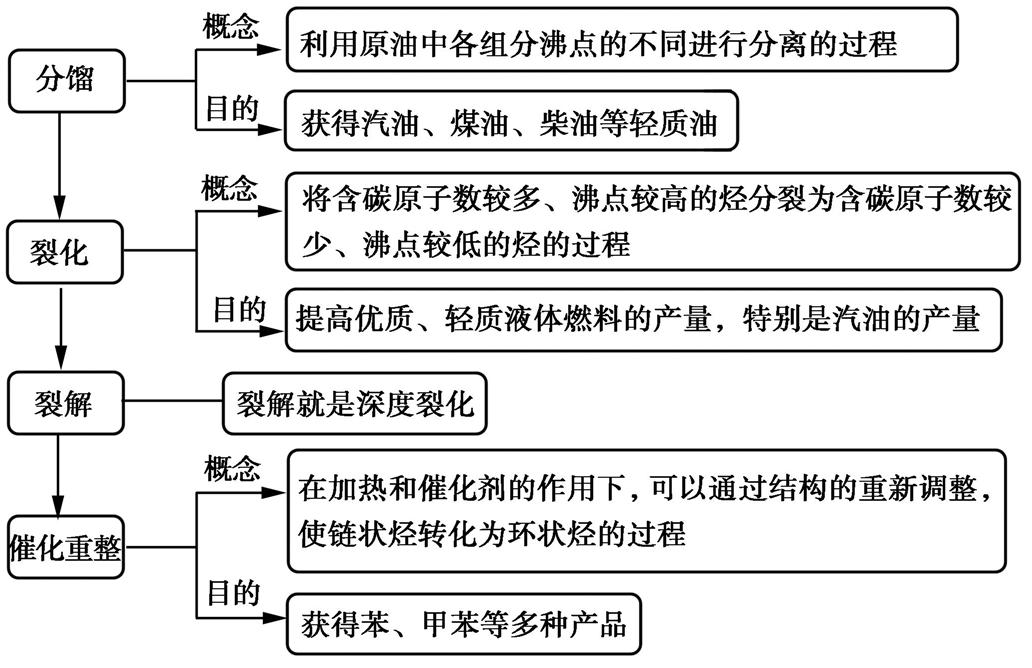 概念
利用原油中各组分沸点的不同进行分离的过程
分馏
目的
获得汽油、煤油、柴油等轻质油
概念
将含碳原子数较多、沸点较高的烃分裂为含碳原子数较
少、沸点较低的烃的过程
裂化
目的
提高优质、轻质液体燃料的产量，特别是汽油的产量
裂解
裂解就是深度裂化
概念
在加热和催化剂的作用下，可以通过结构的重新调整，
使链状烃转化为环状烃的过程
催化重整
目的
获得苯、甲苯等多种产品